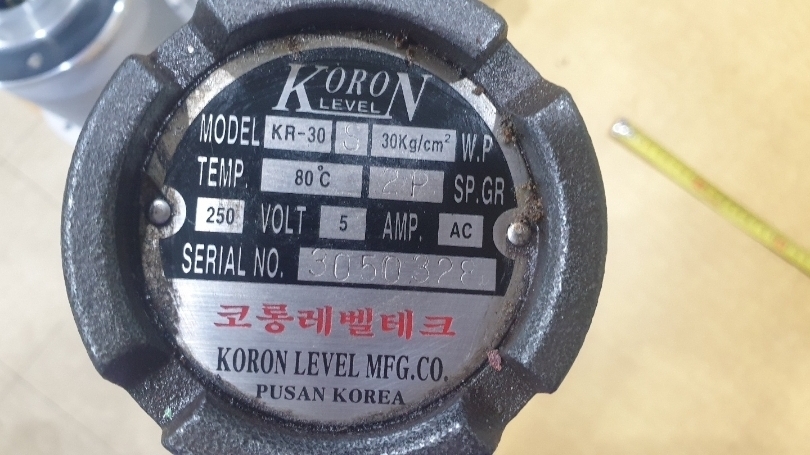 KORON
LEVEL
MODEL KR-30 S 30Kg/cm² W.P
TEMP. 80°C 2P SP.GR
250 VOLT 5 AMP. AC
SERIAL NO. 3050328
코롱레벨테크
KORON LEVEL MFG.CO.
PUSAN KOREA